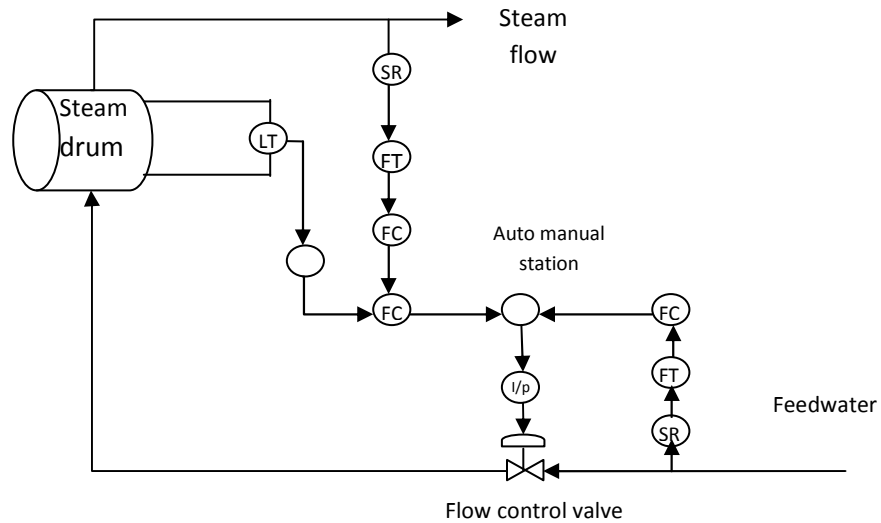 Steam
flow
SR
Steam
drum
LT
FT
FC
Auto manual
station
FC
FC
FT
I/p
Feedwater
SR
Flow control valve